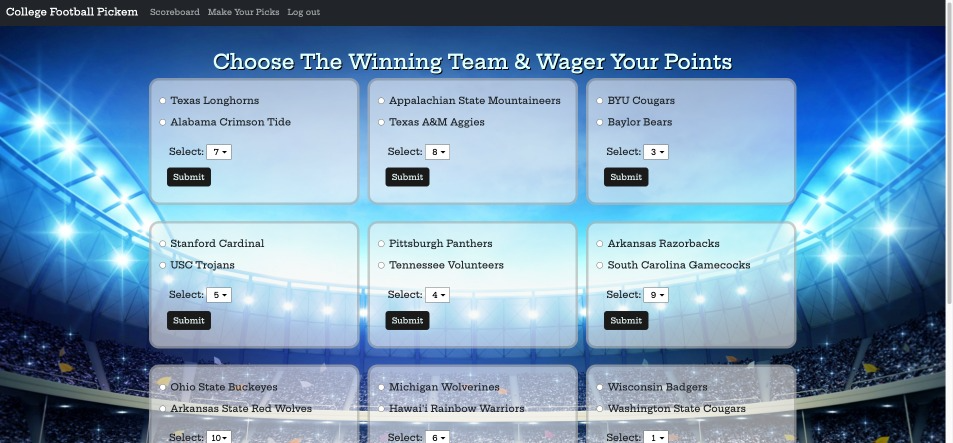 College Football Pickem Scoreboard Make Your Picks Log out
Choose The Winning Team & Wager Your Points
Texas Longhorns
Alabama Crimson Tide
Select: 7
Submit
Appalachian State Mountaineers
Texas A&M Aggies
Select: 8
Submit
BYU Cougars
Baylor Bears
Select: 3
Submit
Stanford Cardinal
USC Trojans
Select: 5
Submit
Pittsburgh Panthers
Tennessee Volunteers
Select: 4
Submit
Arkansas Razorbacks
South Carolina Gamecocks
Select: 9
Submit
Ohio State Buckeyes
Arkansas State Red Wolves
Select: 10
Michigan Wolverines
Hawai'i Rainbow Warriors
Select: 6
Wisconsin Badgers
Washington State Cougars
Select: 1